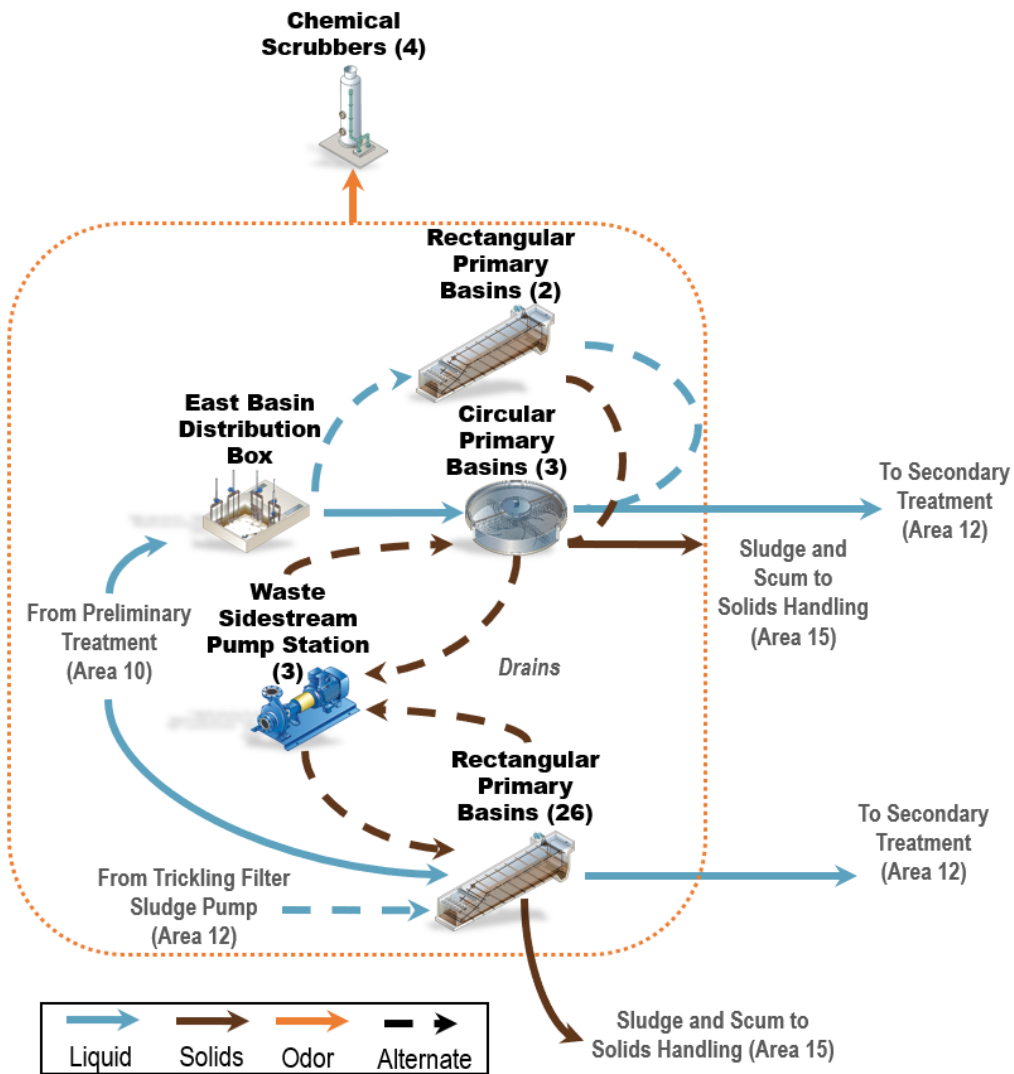 Chemical
Scrubbers (4)
Rectangular
Primary
Basins (2)
East Basin
Distribution
Box
Circular
Primary
Basins (3)
To Secondary
Treatment
(Area 12)
Sludge and
Scum to
Solids Handling
(Area 15)
From Preliminary
Treatment
(Area 10)
Waste
Sidestream
Pump Station
(3)
Drains
Rectangular
Primary
Basins (26)
To Secondary
Treatment
(Area 12)
From Trickling Filter
Sludge Pump
(Area 12)
Sludge and Scum to
Solids Handling (Area 15)
Liquid
Solids
Odor
Alternate